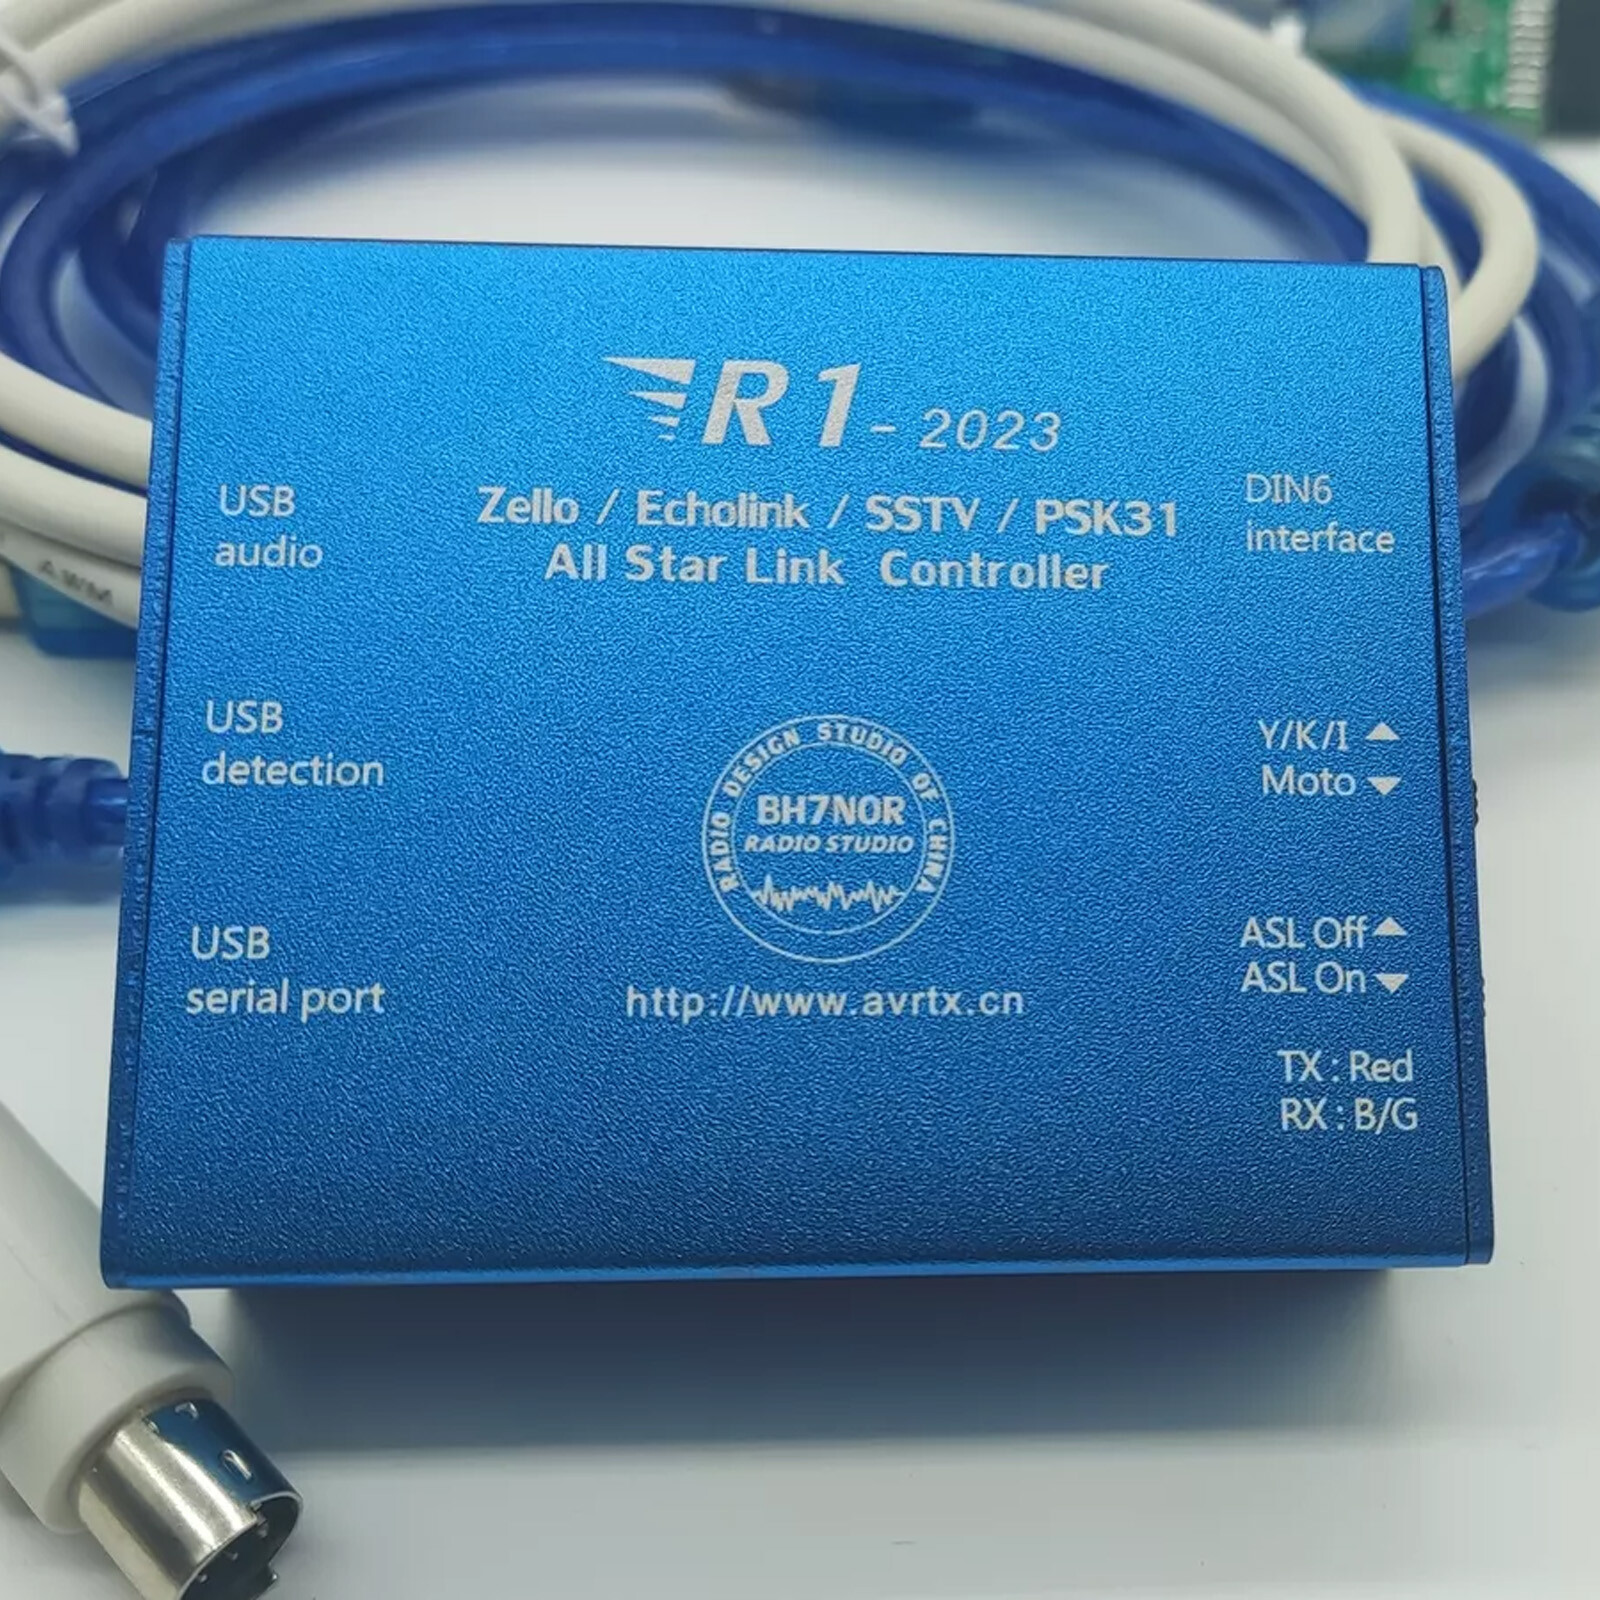 R1-2023
Zello / Echolink / SSTV / PSK31
All Star Link Controller
USB
audio
DIN6
interface
USB
detection
Y/K/I ▲
Moto ▼
RADIO DESIGN STUDIO OF CHINA
BH7NOR
RADIO STUDIO
USB
serial port
ASL Off ▲
ASL On ▼
http://www.avrtx.cn
TX : Red
RX : B/G
AWM